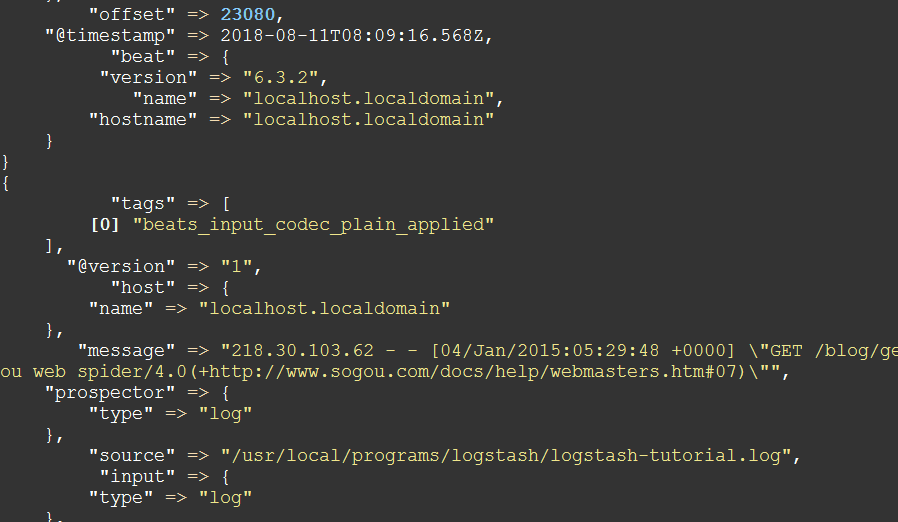 "offset" => 23080,
"@timestamp" => 2018-08-11T08:09:16.568Z,
"beat" => {
"version" => "6.3.2",
"name" => "localhost.localdomain",
"hostname" => "localhost.localdomain"
}
}
{
"tags" => [
[0] "beats_input_codec_plain_applied"
],
"@version" => "1",
"host" => {
"name" => "localhost.localdomain"
},
"message" => "218.30.103.62 - - [04/Jan/2015:05:29:48 +0000] \"GET /blog/ge
ou web spider/4.0(+http://www.sogou.com/docs/help/webmasters.htm#07)\"",
"prospector" => {
"type" => "log"
},
"source" => "/usr/local/programs/logstash/logstash-tutorial.log",
"input" => {
"type" => "log"
},